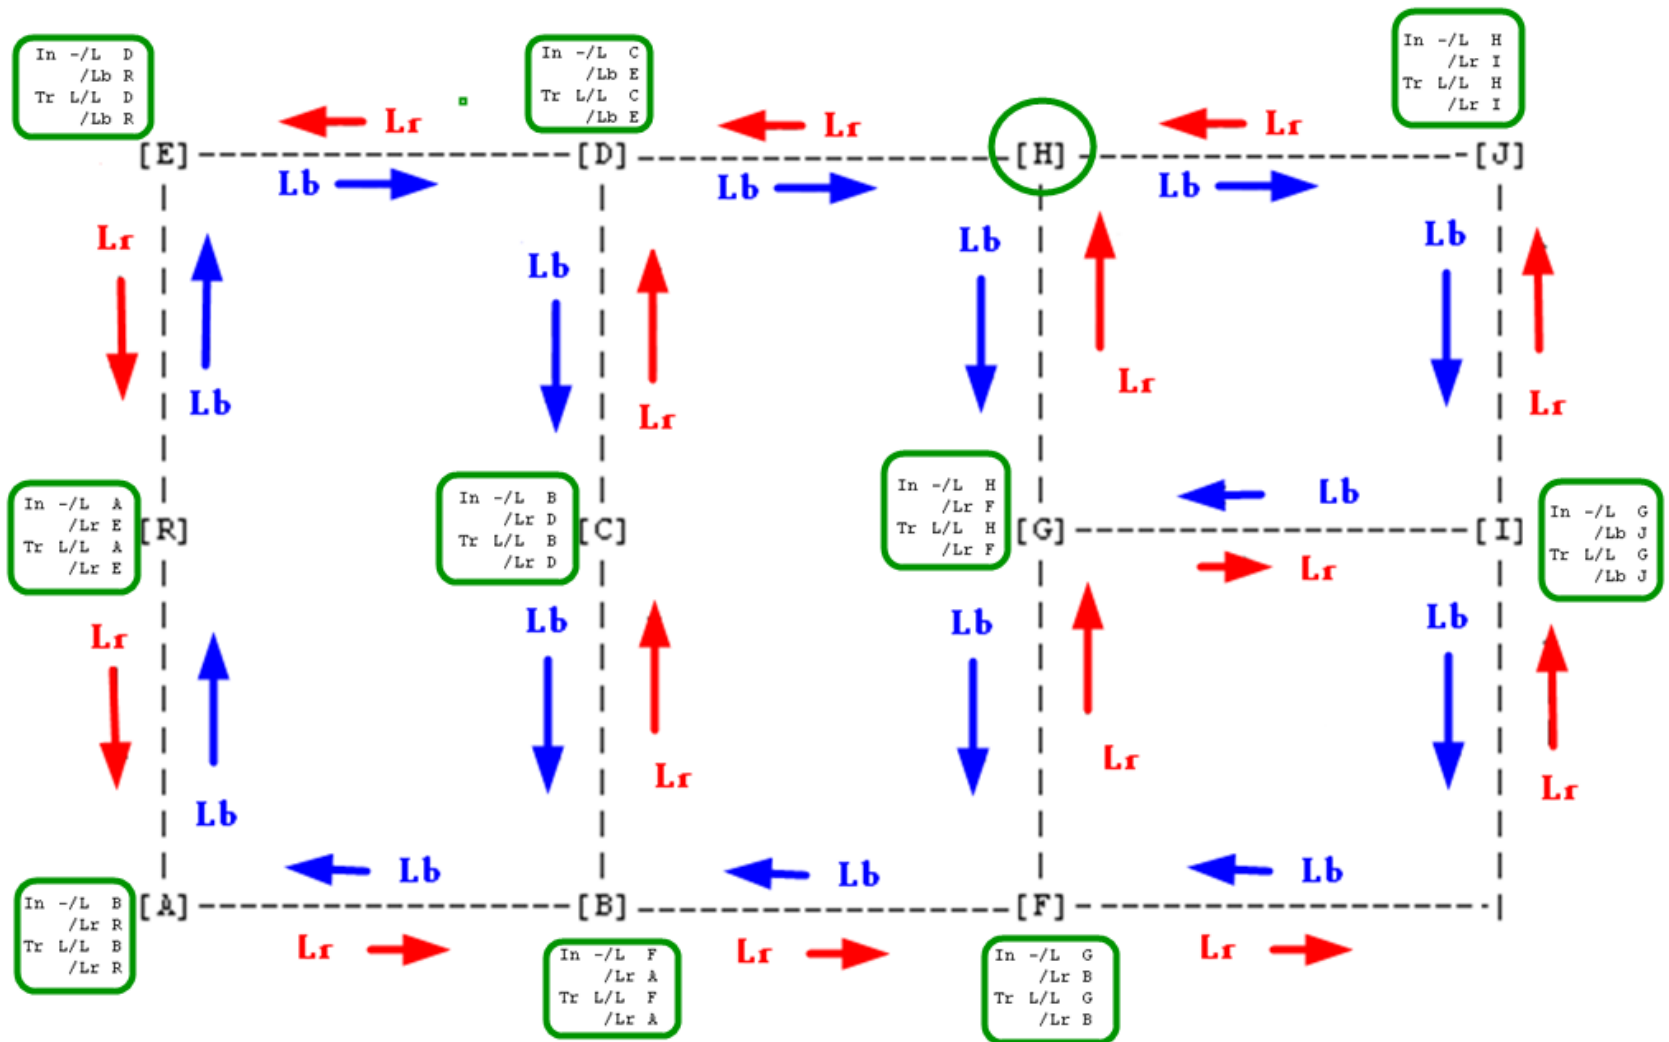 In -/L D
/Lb R
Tr L/L D
/Lb R
In -/L C
/Lb E
Tr L/L C
/Lb E
In -/L H
/Lr I
Tr L/L H
/Lr I
Lr
Lr
Lr
[E] [D] [H] [J]
Lb
Lb
Lb
Lr
Lb
Lb
Lb
Lb
Lr
Lr
Lr
In -/L A
/Lr E
Tr L/L A
/Lr E
[R]
In -/L B
/Lr D
Tr L/L B
/Lr D
[C]
In -/L H
/Lr F
Tr L/L H
/Lr F
[G]
Lb
Lr
[I]
In -/L G
/Lb J
Tr L/L G
/Lb J
Lr
Lb
Lb
Lb
Lb
Lr
Lr
Lr
Lb
Lb
Lb
In -/L B
/Lr R
Tr L/L B
/Lr R
[A] [B] [F]
Lr
Lr
Lr
In -/L F
/Lr A
Tr L/L F
/Lr A
In -/L G
/Lr B
Tr L/L G
/Lr B